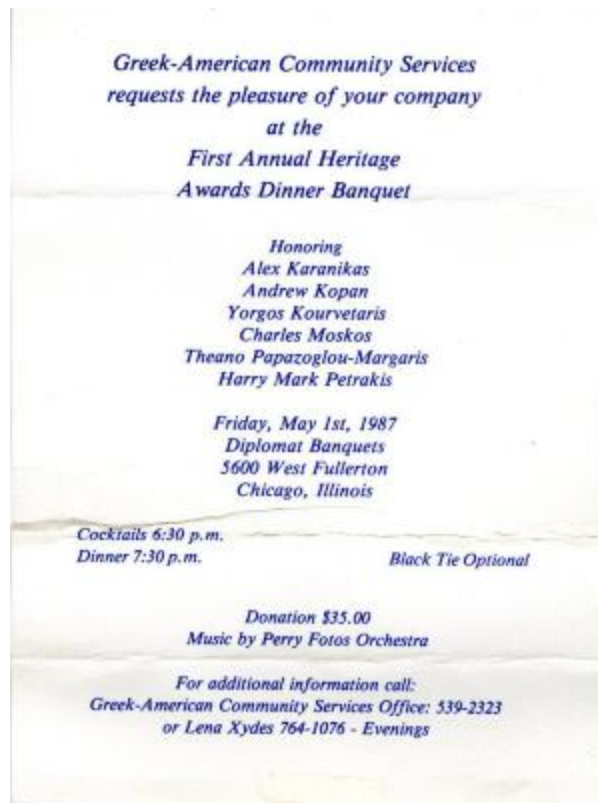 Greek-American Community Services
requests the pleasure of your company
at the
First Annual Heritage
Awards Dinner Banquet
Honoring
Alex Karanikas
Andrew Kopan
Yorgos Kourvetaris
Charles Moskos
Theano Papazoglou-Margaris
Harry Mark Petrakis
Friday, May 1st, 1987
Diplomat Banquets
5600 West Fullerton
Chicago, Illinois
Cocktails 6:30 p.m.
Dinner 7:30 p.m. Black Tie Optional
Donation $35.00
Music by Perry Fotos Orchestra
For additional information call:
Greek-American Community Services Office: 539-2323
or Lena Xydes 764-1076 - Evenings